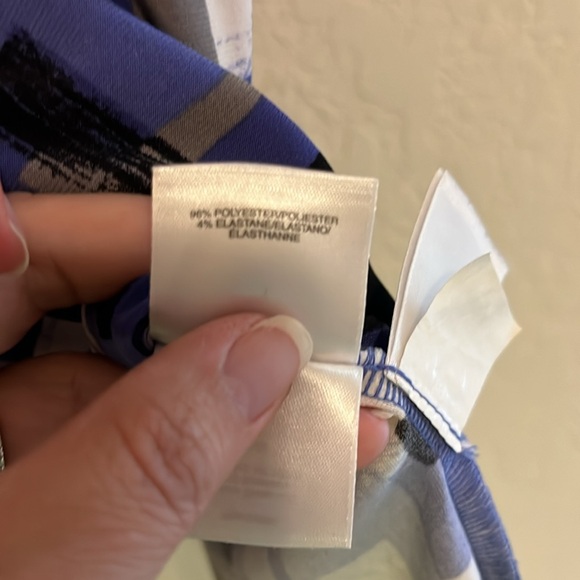 96% POLYESTER/POLIESTER
4% ELASTANE/ELASTANO/
ELASTHANNE